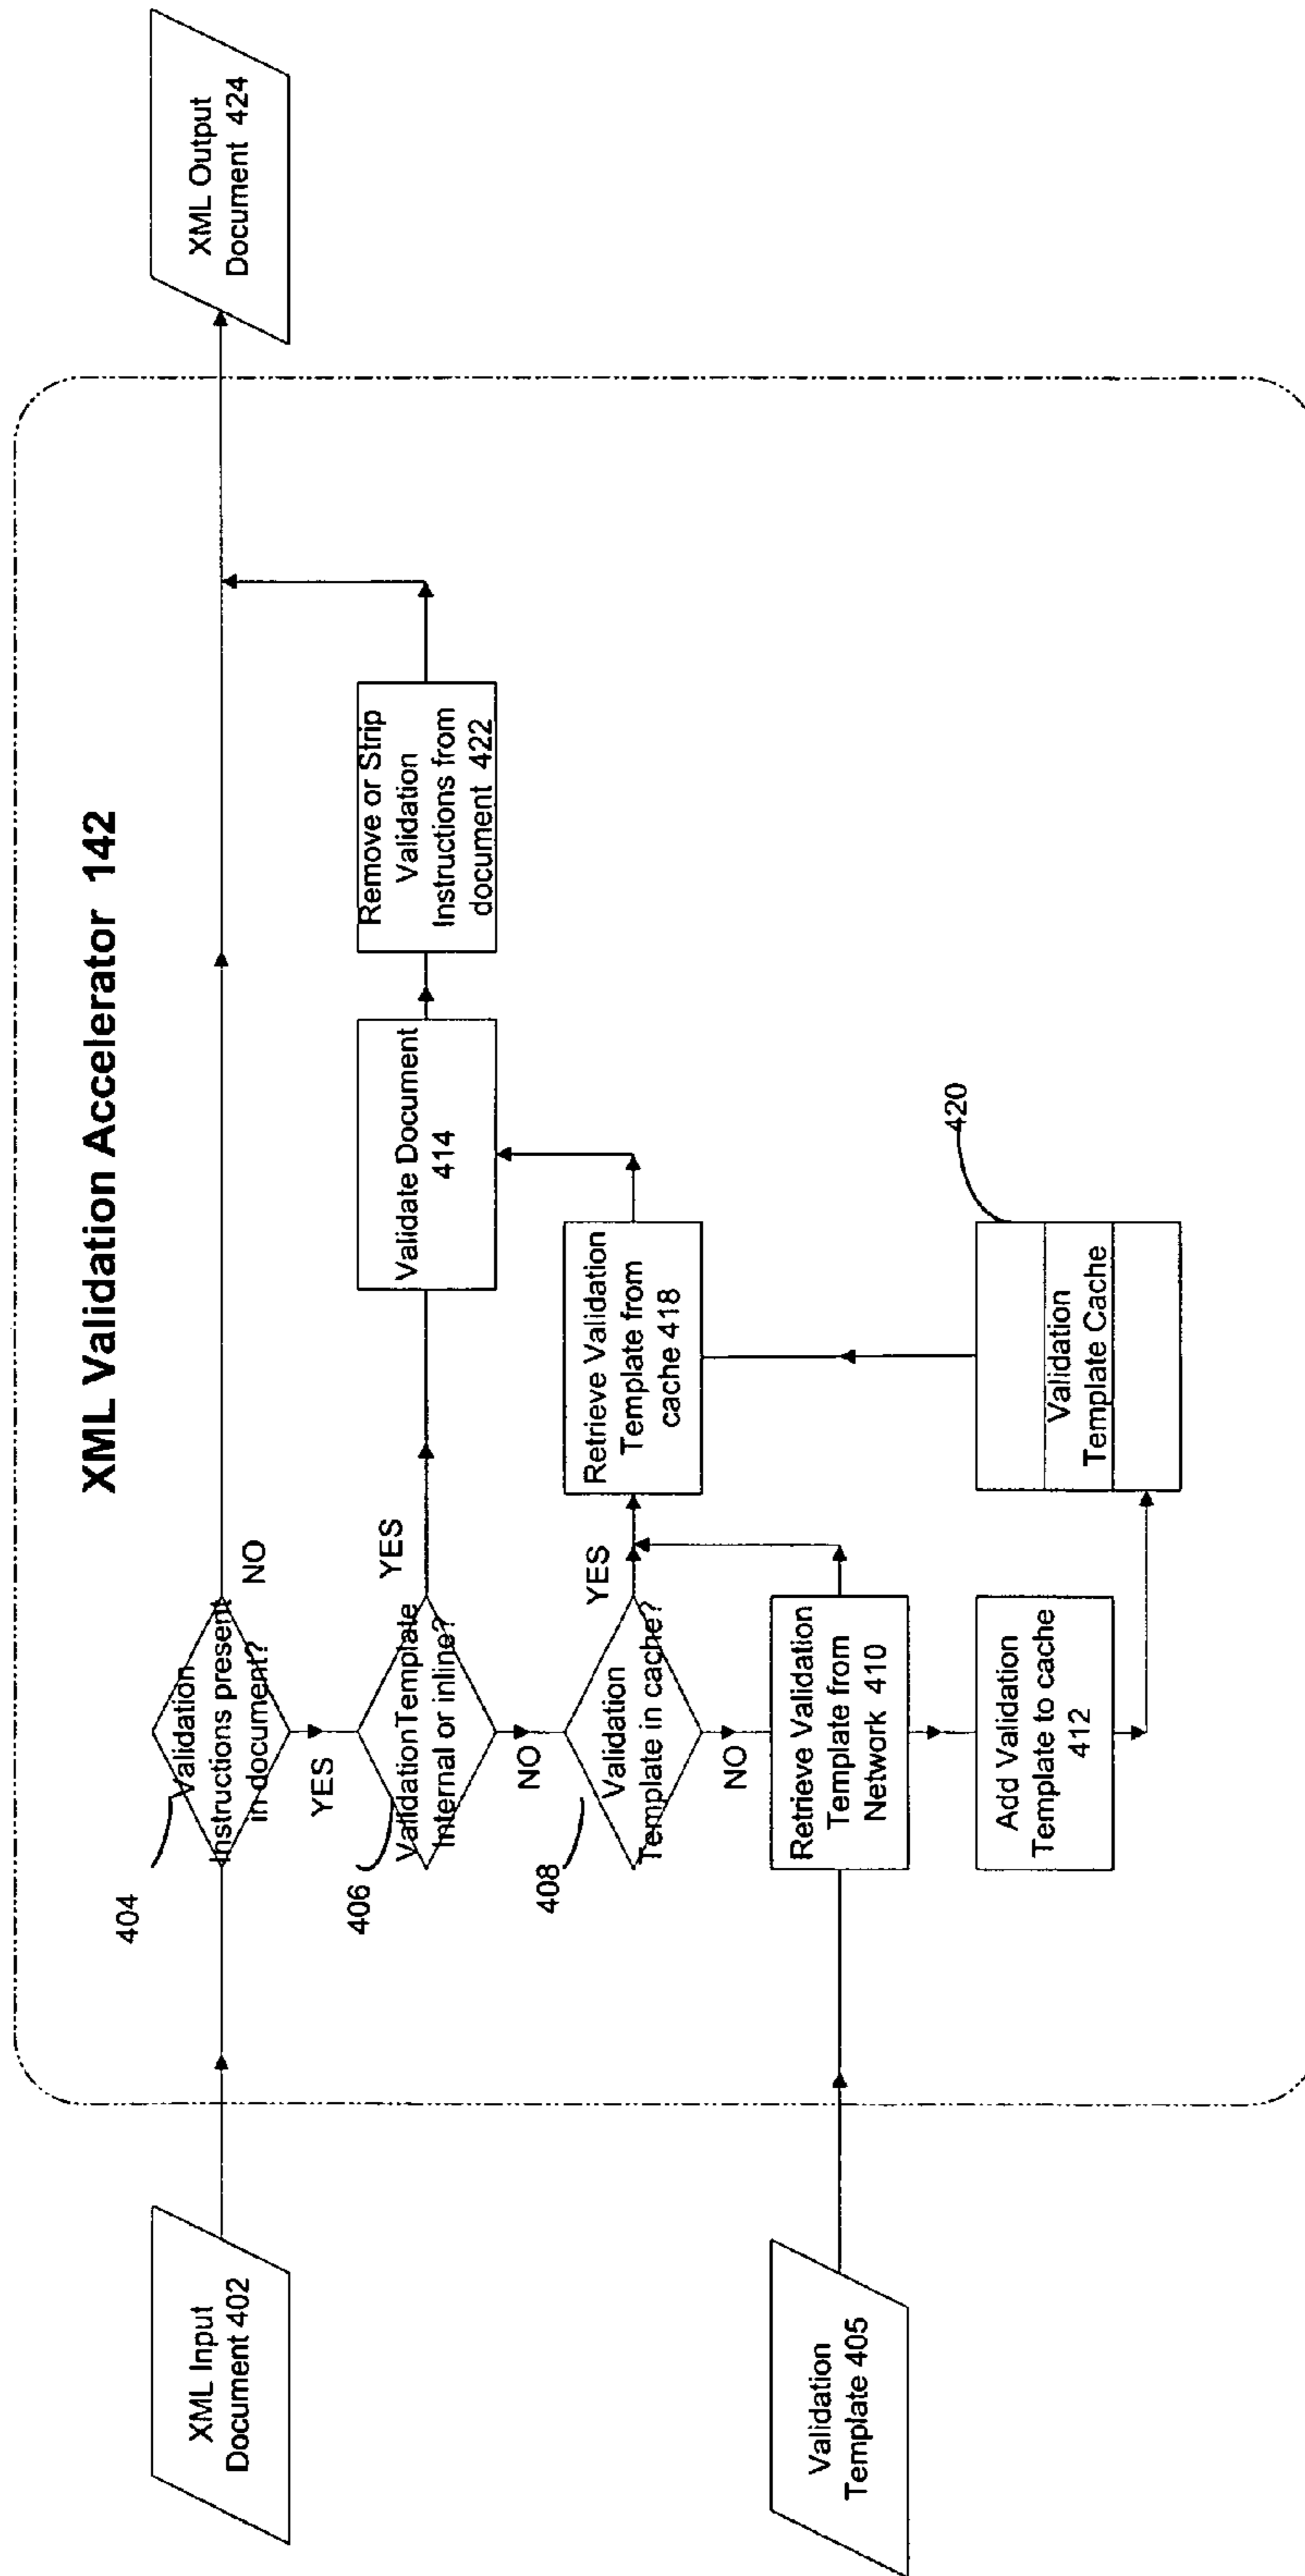 XML Validation Accelerator 142
XML Input
Document 402
404
Validation
Instructions present
in document?
NO
YES
XML Output
Document 424
406
Validation Template
Internal or inline?
YES
NO
Validate Document
414
Remove or Strip
Validation
Instructions from
document 422
408
Validation
Template in cache?
YES
NO
Retrieve Validation
Template from
cache 418
Validation
Template 405
Retrieve Validation
Template from
Network 410
Add Validation
Template to cache
412
420
Validation
Template Cache